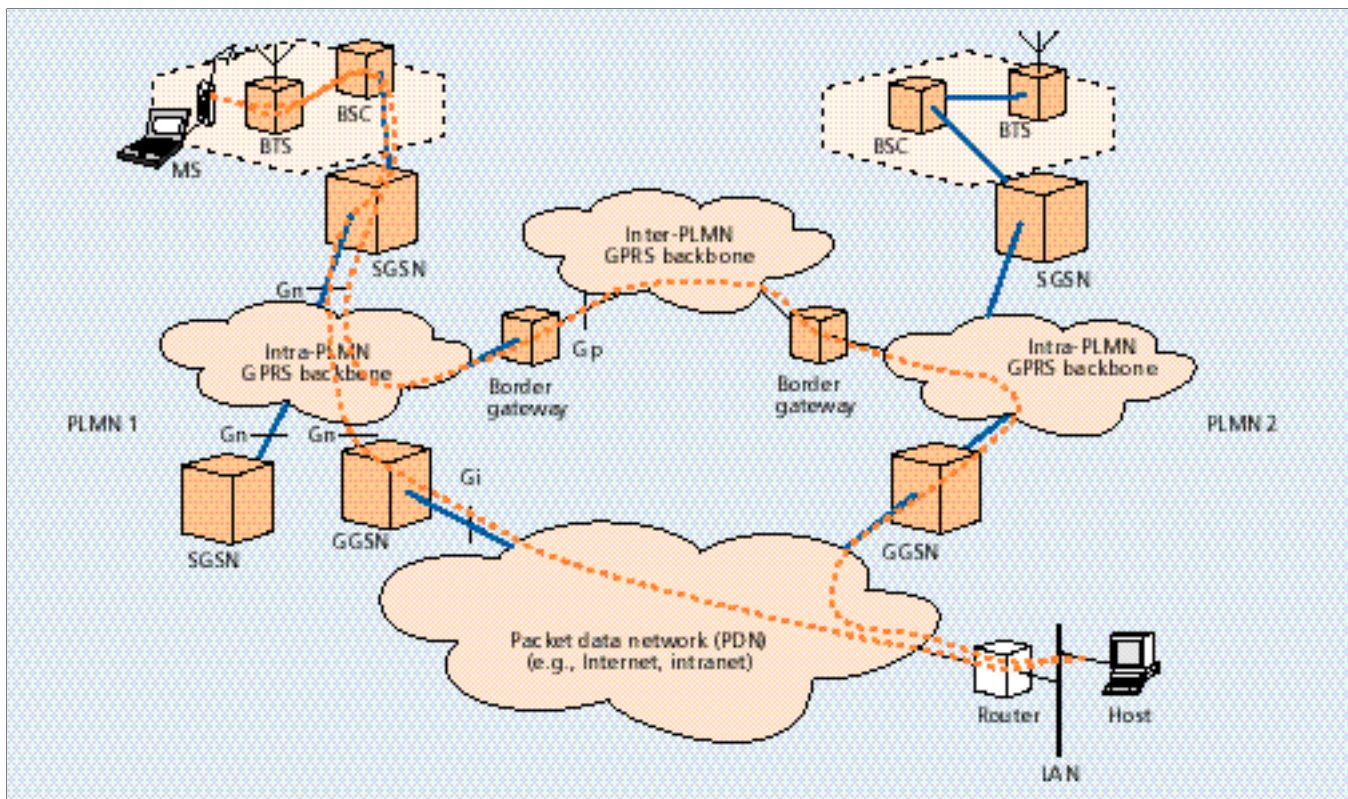 BSC
BTS
MS
SGSN
Gn
Inter-PLMN
GPRS backbone
BTS
BSC
SGSN
Intra-PLMN
GPRS backbone
Gp
Border
gateway
Border
gateway
Intra-PLMN
GPRS backbone
PLMN 1
PLMN 2
Gn
Gn
Gi
SGSN
GGSN
GGSN
Packet data network (PDN)
(e.g., Internet, intranet)
Router
Host
LAN